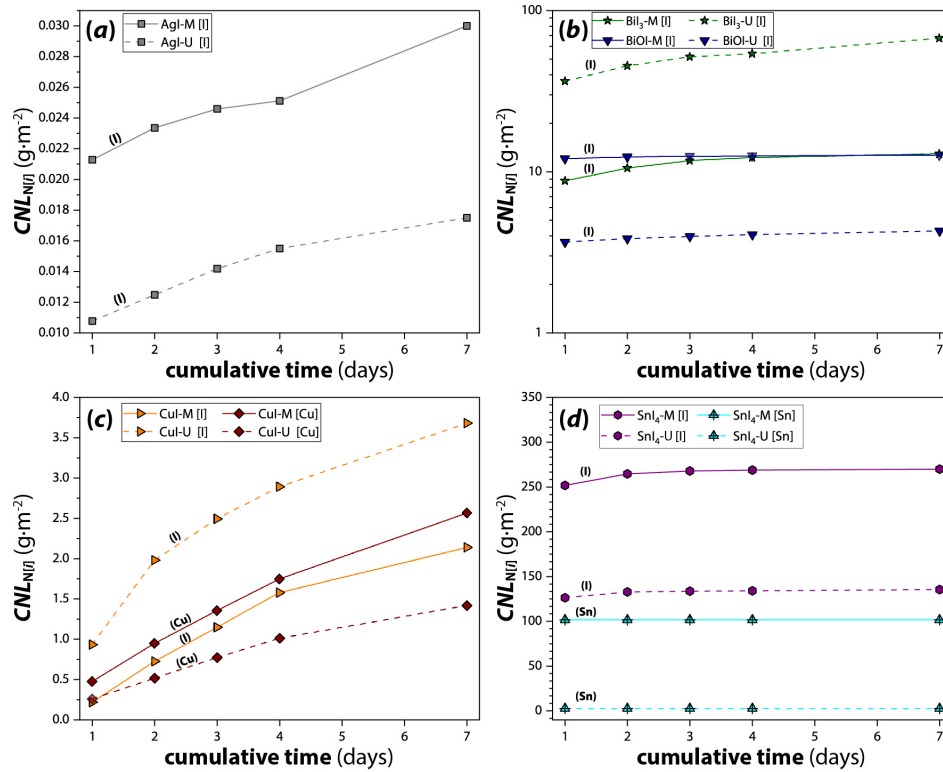 (a)
AgI-M [I]
AgI-U [I]
0.030
0.028
0.026
0.024
0.022
0.020
0.018
0.016
0.014
0.012
0.010
CNL_N[i] (g·m⁻²)
(I)
(I)
1 2 3 4 5 6 7
cumulative time (days)
(b)
BiI₃-M [I] BiI₃-U [I]
BiOI-M [I] BiOI-U [I]
100
10
1
CNL_N[i] (g·m⁻²)
(I)
(I)
(I)
(I)
1 2 3 4 5 6 7
cumulative time (days)
(c)
CuI-M [I] CuI-M [Cu]
CuI-U [I] CuI-U [Cu]
4.0
3.5
3.0
2.5
2.0
1.5
1.0
0.5
0.0
CNL_N[i] (g·m⁻²)
(I)
(Cu)
(I)
(Cu)
1 2 3 4 5 6 7
cumulative time (days)
(d)
SnI₄-M [I] SnI₄-M [Sn]
SnI₄-U [I] SnI₄-U [Sn]
350
300
250
200
150
100
50
0
CNL_N[i] (g·m⁻²)
(I)
(I)
(Sn)
(Sn)
1 2 3 4 5 6 7
cumulative time (days)